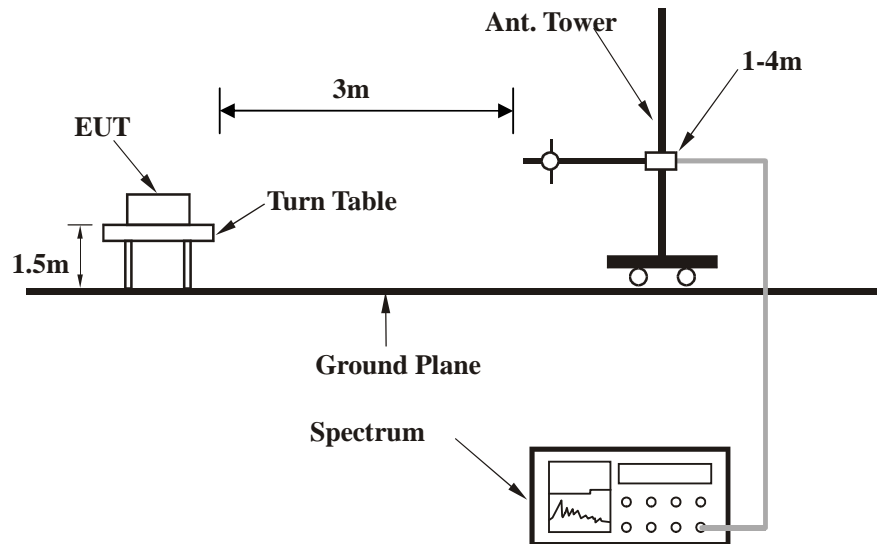 Ant. Tower
1-4m
3m
EUT
Turn Table
1.5m
Ground Plane
Spectrum